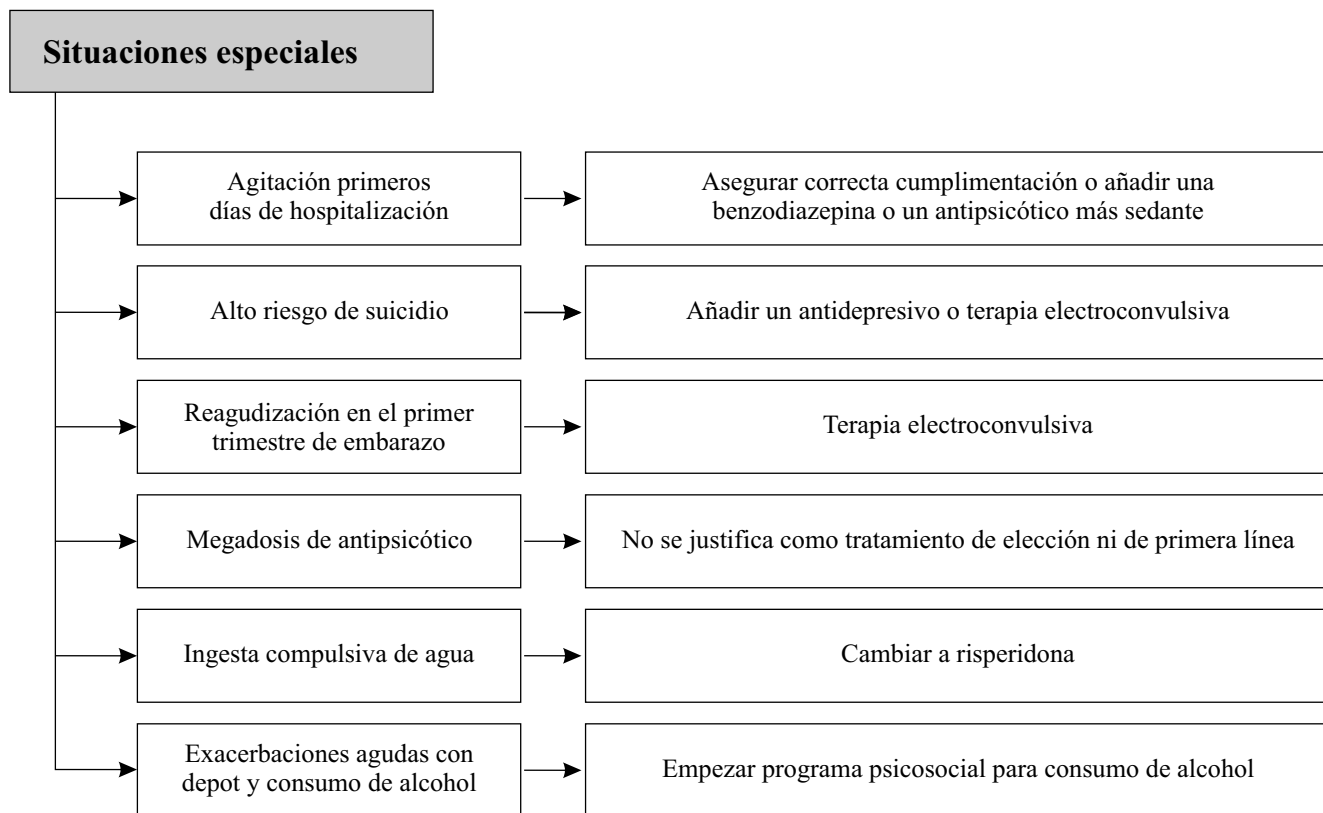 Situaciones especiales
Agitación primeros
días de hospitalización
Asegurar correcta cumplimentación o añadir una
benzodiazepina o un antipsicótico más sedante
Alto riesgo de suicidio
Añadir un antidepresivo o terapia electroconvulsiva
Reagudización en el primer
trimestre de embarazo
Terapia electroconvulsiva
Megadosis de antipsicótico
No se justifica como tratamiento de elección ni de primera línea
Ingesta compulsiva de agua
Cambiar a risperidona
Exacerbaciones agudas con
depot y consumo de alcohol
Empezar programa psicosocial para consumo de alcohol